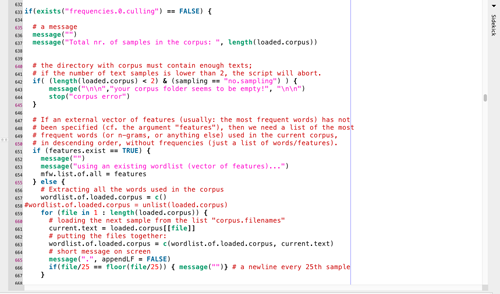 632
633 if(exists("frequencies.0.culling") == FALSE) {
634
635 # a message
636 message("")
637 message("Total nr. of samples in the corpus: ", length(loaded.corpus))
638
639
640 # the directory with corpus must contain enough texts;
641 # if the number of text samples is lower than 2, the script will abort.
642 if( (length(loaded.corpus) < 2) & (sampling == "no.sampling") ) {
643 message("\n\n","your corpus folder seems to be empty!", "\n\n")
644 stop("corpus error")
645 }
646
647 # If an external vector of features (usually: the most frequent words) has not
648 # been specified (cf. the argument "features"), then we need a list of the most
649 # frequent words (or n-grams, or anything else) used in the current corpus,
650 # in descending order, without frequencies (just a list of words/features).
651 if (features.exist == TRUE) {
652 message("")
653 message("using an existing wordlist (vector of features)...")
654 mfw.list.of.all = features
655 } else {
656 # Extracting all the words used in the corpus
657 wordlist.of.loaded.corpus = c()
658 #wordlist.of.loaded.corpus = unlist(loaded.corpus)
659 for (file in 1 : length(loaded.corpus)) {
660 # loading the next sample from the list "corpus.filenames"
661 current.text = loaded.corpus[[file]]
662 # putting the files together:
663 wordlist.of.loaded.corpus = c(wordlist.of.loaded.corpus, current.text)
664 # short message on screen
665 message(".", appendLF = FALSE)
666 if(file/25 == floor(file/25)) { message("")} # a newline every 25th sample
667 }
668
Sidekick